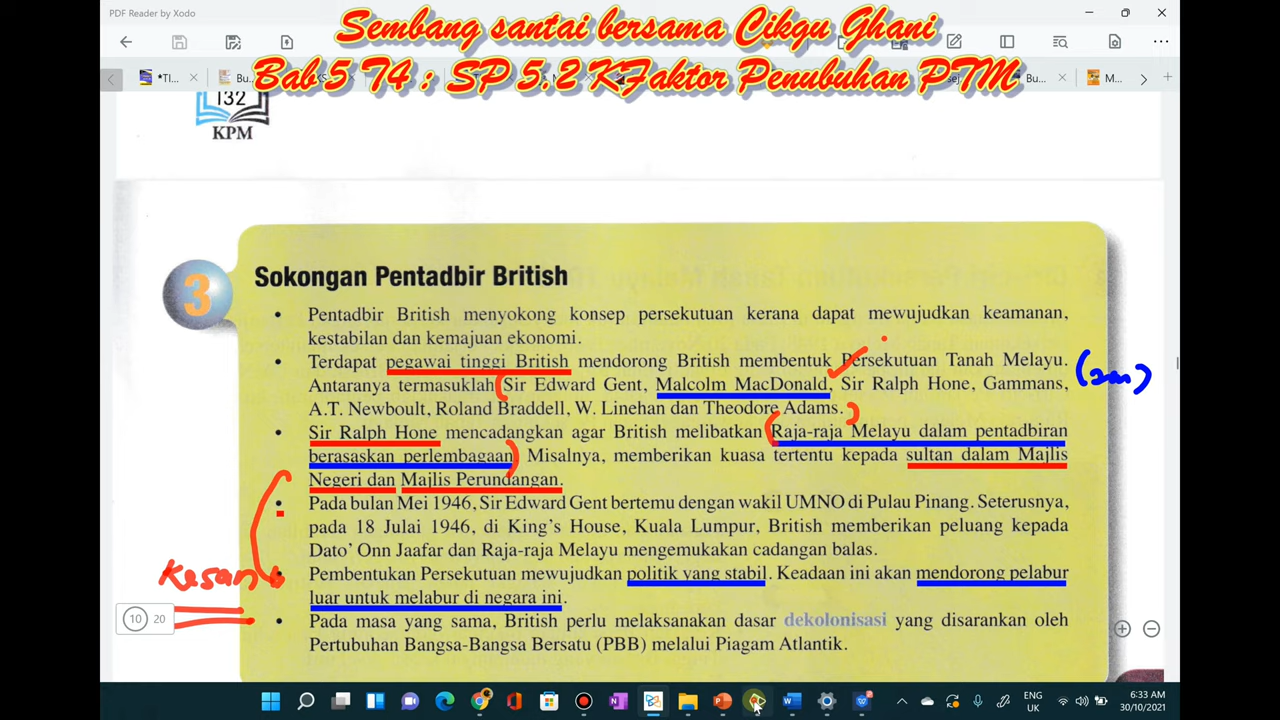 PDF Reader by Xodo
Sembang santai bersama Cikgu Ghani
Bab 5 T4 : SP 5.2 KFaktor Penubuhan PTM
*TI...
Bu...
Bu...
M...
132
KPM
3
Sokongan Pentadbir British
• Pentadbir British menyokong konsep persekutuan kerana dapat mewujudkan keamanan,
kestabilan dan kemajuan ekonomi.
• Terdapat pegawai tinggi British mendorong British membentuk Persekutuan Tanah Melayu.
Antaranya termasuklah Sir Edward Gent, Malcolm MacDonald, Sir Ralph Hone, Gammans,
A.T. Newboult, Roland Braddell, W. Linehan dan Theodore Adams.
(2m)
• Sir Ralph Hone mencadangkan agar British melibatkan Raja-raja Melayu dalam pentadbiran
berasaskan perlembagaan. Misalnya, memberikan kuasa tertentu kepada sultan dalam Majlis
Negeri dan Majlis Perundangan.
• Pada bulan Mei 1946, Sir Edward Gent bertemu dengan wakil UMNO di Pulau Pinang. Seterusnya,
pada 18 Julai 1946, di King's House, Kuala Lumpur, British memberikan peluang kepada
Dato' Onn Jaafar dan Raja-raja Melayu mengemukakan cadangan balas.
Kesan
• Pembentukan Persekutuan mewujudkan politik yang stabil. Keadaan ini akan mendorong pelabur
luar untuk melabur di negara ini.
• Pada masa yang sama, British perlu melaksanakan dasar dekolonisasi yang disarankan oleh
Pertubuhan Bangsa-Bangsa Bersatu (PBB) melalui Piagam Atlantik.
10 20
ENG
UK
6:33 AM
30/10/2021